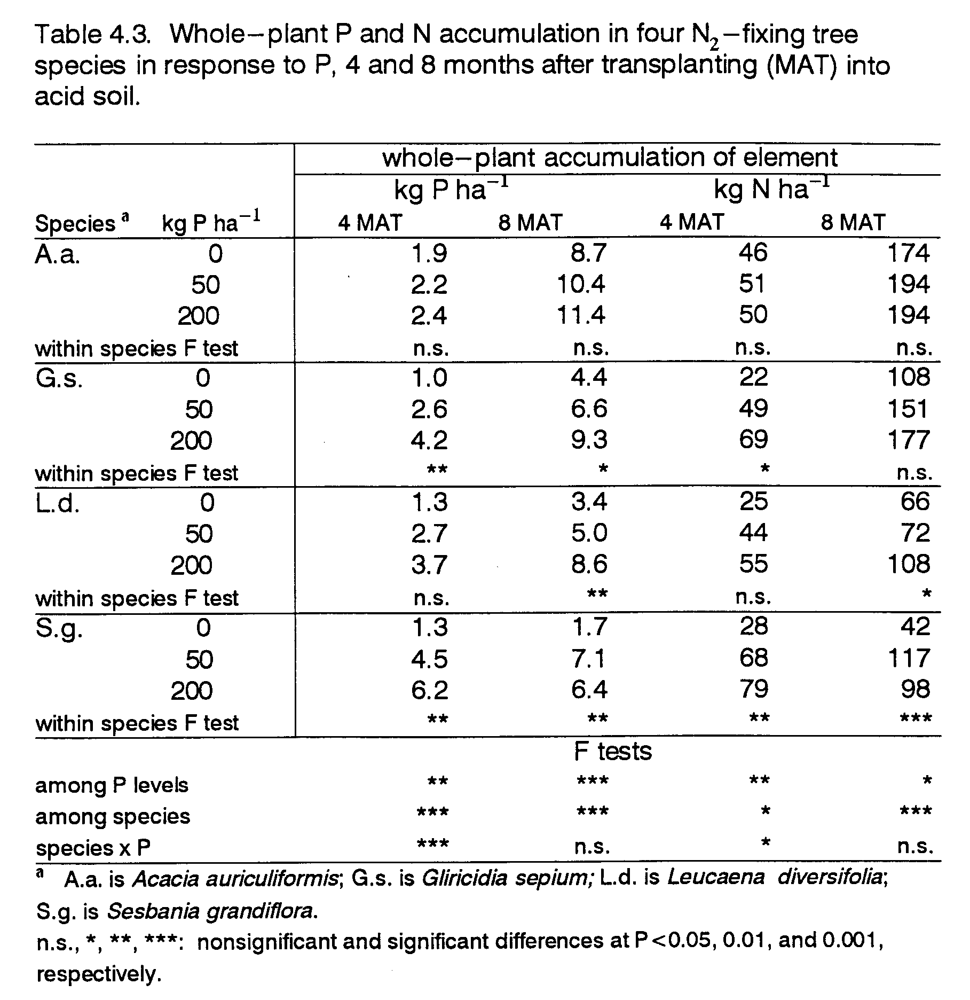 Table 4.3. Whole–plant P and N accumulation in four N₂–fixing tree
species in response to P, 4 and 8 months after transplanting (MAT) into
acid soil.
whole–plant accumulation of element
kg P ha⁻¹ kg N ha⁻¹
Species ᵃ kg P ha⁻¹ 4 MAT 8 MAT 4 MAT 8 MAT
A.a. 0 1.9 8.7 46 174
50 2.2 10.4 51 194
200 2.4 11.4 50 194
within species F test n.s. n.s. n.s. n.s.
G.s. 0 1.0 4.4 22 108
50 2.6 6.6 49 151
200 4.2 9.3 69 177
within species F test ** * * n.s.
L.d. 0 1.3 3.4 25 66
50 2.7 5.0 44 72
200 3.7 8.6 55 108
within species F test n.s. ** n.s. *
S.g. 0 1.3 1.7 28 42
50 4.5 7.1 68 117
200 6.2 6.4 79 98
within species F test ** ** ** ***
F tests
among P levels ** *** ** *
among species *** *** * ***
species x P *** n.s. * n.s.
ᵃ A.a. is Acacia auriculiformis; G.s. is Gliricidia sepium; L.d. is Leucaena diversifolia;
S.g. is Sesbania grandiflora.
n.s., *, **, ***: nonsignificant and significant differences at P<0.05, 0.01, and 0.001,
respectively.